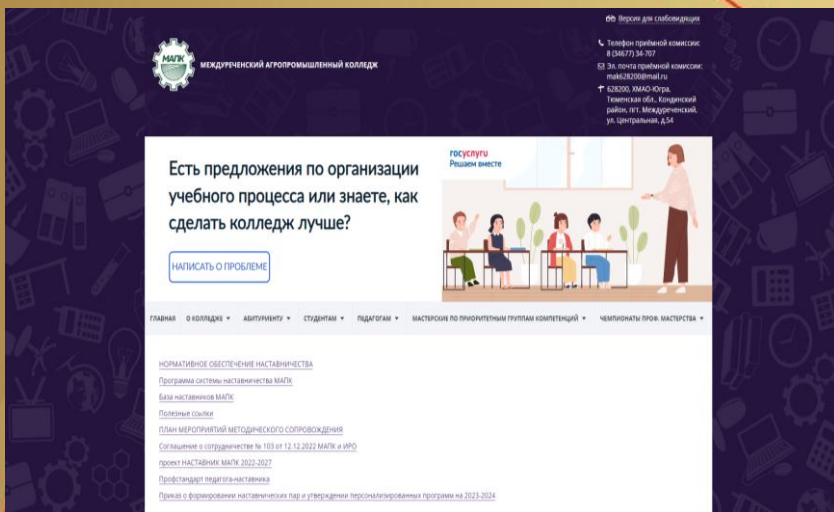 Версия для слабовидящих
МАПК
МЕЖДУРЕЧЕНСКИЙ АГРОПРОМЫШЛЕННЫЙ КОЛЛЕДЖ
Телефон приёмной комиссии:
8 (34677) 34-707
Эл. почта приёмной комиссии:
mak628200@mail.ru
628200, ХМАО-Югра,
Тюменская обл., Кондинский
район, пгт. Междуреченский,
ул. Центральная, д.54
Есть предложения по организации
учебного процесса или знаете, как
сделать колледж лучше?
НАПИСАТЬ О ПРОБЛЕМЕ
госуслуги
Решаем вместе
ГЛАВНАЯ О КОЛЛЕДЖЕ АБИТУРИЕНТУ СТУДЕНТАМ ПЕДАГОГАМ МАСТЕРСКИЕ ПО ПРИОРИТЕТНЫМ ГРУППАМ КОМПЕТЕНЦИЙ ЧЕМПИОНАТЫ ПРОФ. МАСТЕРСТВА
НОРМАТИВНОЕ ОБЕСПЕЧЕНИЕ НАСТАВНИЧЕСТВА
Программа системы наставничества МАПК
База наставников МАПК
Полезные ссылки
ПЛАН МЕРОПРИЯТИЙ МЕТОДИЧЕСКОГО СОПРОВОЖДЕНИЯ
Соглашение о сотрудничестве № 103 от 12.12.2022 МАПК и ИРО
проект НАСТАВНИК МАПК 2022-2027
Профстандарт педагога-наставника
Приказ о формировании наставнических пар и утверждении персонализированных программ на 2023-2024